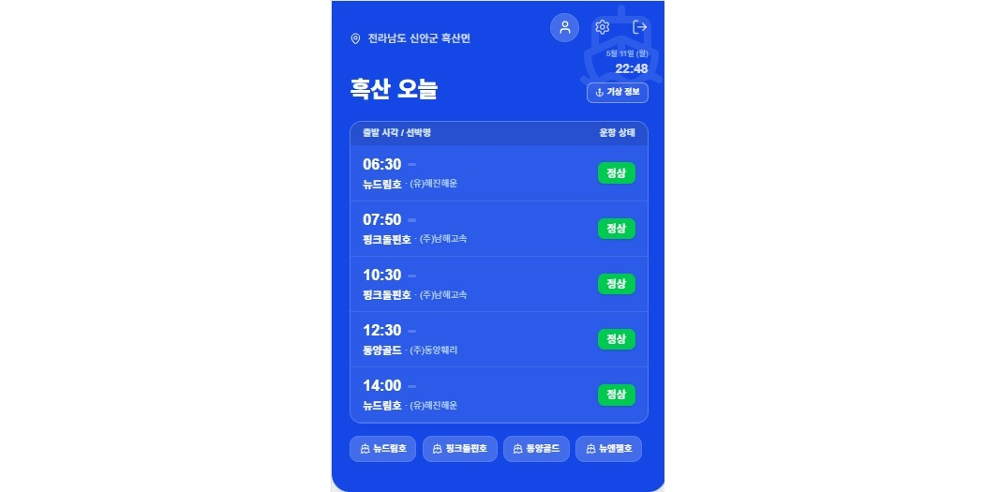 전라남도 신안군 흑산면
5월 11일 (월)
22:48
흑산 오늘
기상 정보
출발 시각 / 선박명 운항 상태
06:30
뉴드림호 · (유)해진해운
정상
07:50
핑크돌핀호 · (주)남해고속
정상
10:30
핑크돌핀호 · (주)남해고속
정상
12:30
동양골드 · (주)동양훼리
정상
14:00
뉴드림호 · (유)해진해운
정상
뉴드림호 핑크돌핀호 동양골드 뉴엔젤호